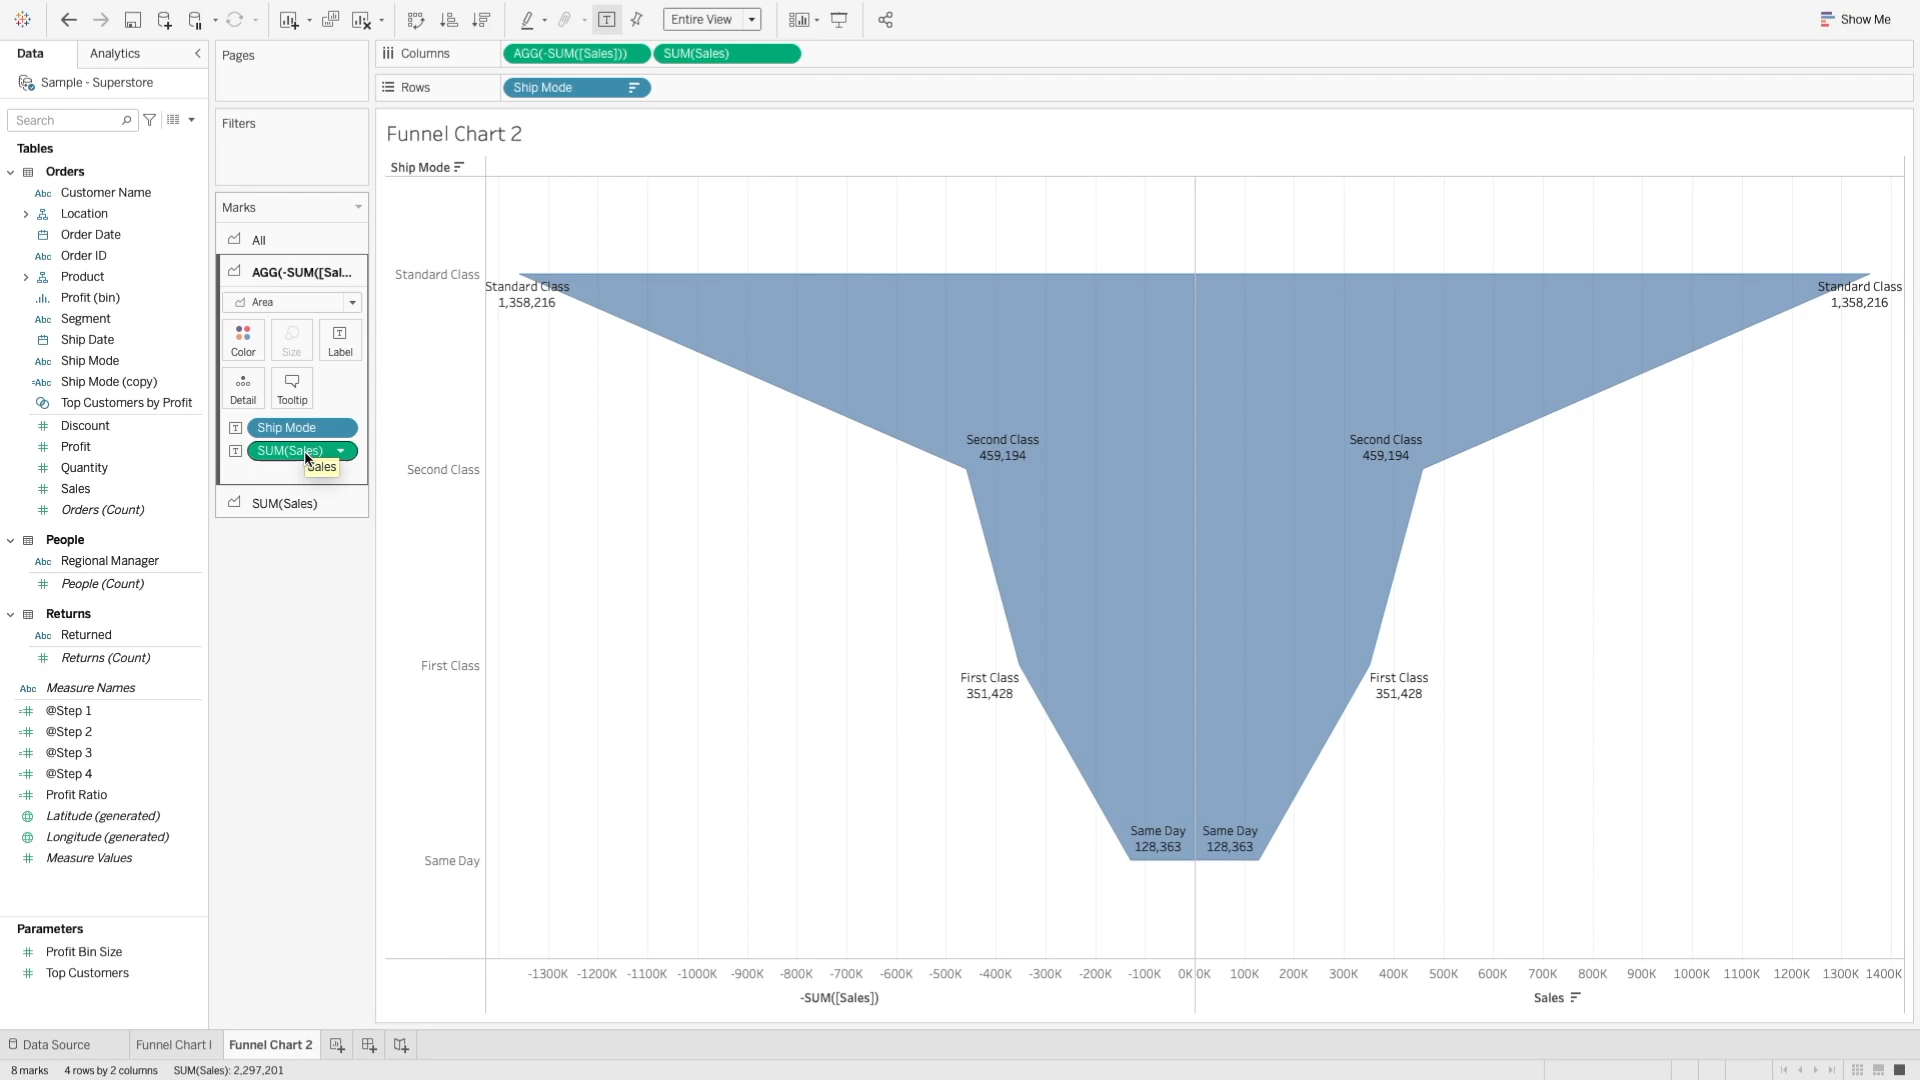 Entire View
Show Me
Data
Analytics
Pages
Columns
AGG(-SUM([Sales]))
SUM(Sales)
Sample - Superstore
Rows
Ship Mode
Search
Filters
Funnel Chart 2
Tables
Ship Mode
Orders
Abc Customer Name
Location
Order Date
Abc Order ID
Product
Profit (bin)
Abc Segment
Ship Date
Abc Ship Mode
=Abc Ship Mode (copy)
Top Customers by Profit
# Discount
# Profit
# Quantity
# Sales
# Orders (Count)
People
Abc Regional Manager
# People (Count)
Returns
Abc Returned
# Returns (Count)
Abc Measure Names
=# @Step 1
=# @Step 2
=# @Step 3
=# @Step 4
=# Profit Ratio
Latitude (generated)
Longitude (generated)
# Measure Values
Parameters
# Profit Bin Size
# Top Customers
Marks
All
AGG(-SUM([Sal...
Area
Color
Size
T Label
Detail
Tooltip
T Ship Mode
T SUM(Sales)
Sales
SUM(Sales)
Standard Class
Standard Class
1,358,216
Standard Class
1,358,216
Second Class
Second Class
459,194
Second Class
459,194
First Class
First Class
351,428
First Class
351,428
Same Day
Same Day
128,363
Same Day
128,363
-1300K -1200K -1100K -1000K -900K -800K -700K -600K -500K -400K -300K -200K -100K 0K 0K 100K 200K 300K 400K 500K 600K 700K 800K 900K 1000K 1100K 1200K 1300K 1400K
-SUM([Sales])
Sales
Data Source
Funnel Chart I
Funnel Chart 2
8 marks
4 rows by 2 columns
SUM(Sales): 2,297,201